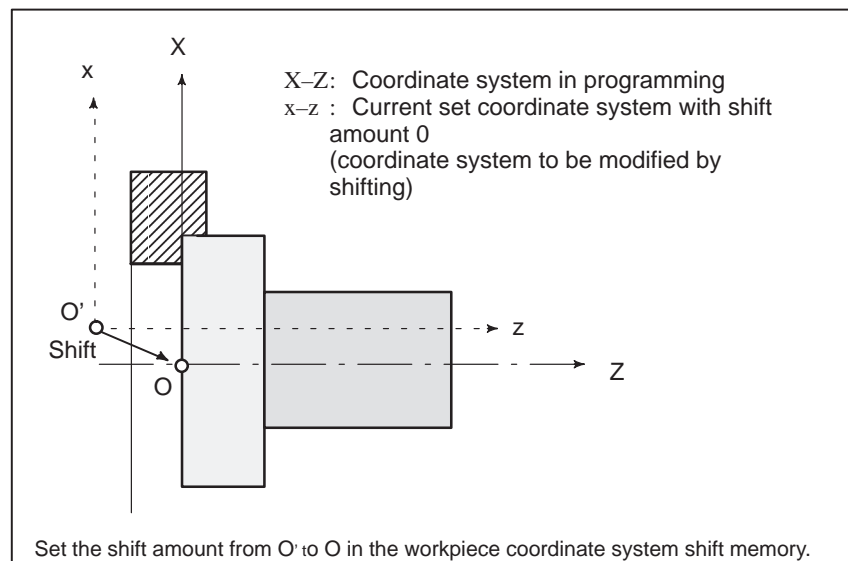 X
x
X–Z: Coordinate system in programming
x–z : Current set coordinate system with shift
amount 0
(coordinate system to be modified by
shifting)
O’
z
Shift
O
Z
Set the shift amount from O’ to O in the workpiece coordinate system shift memory.